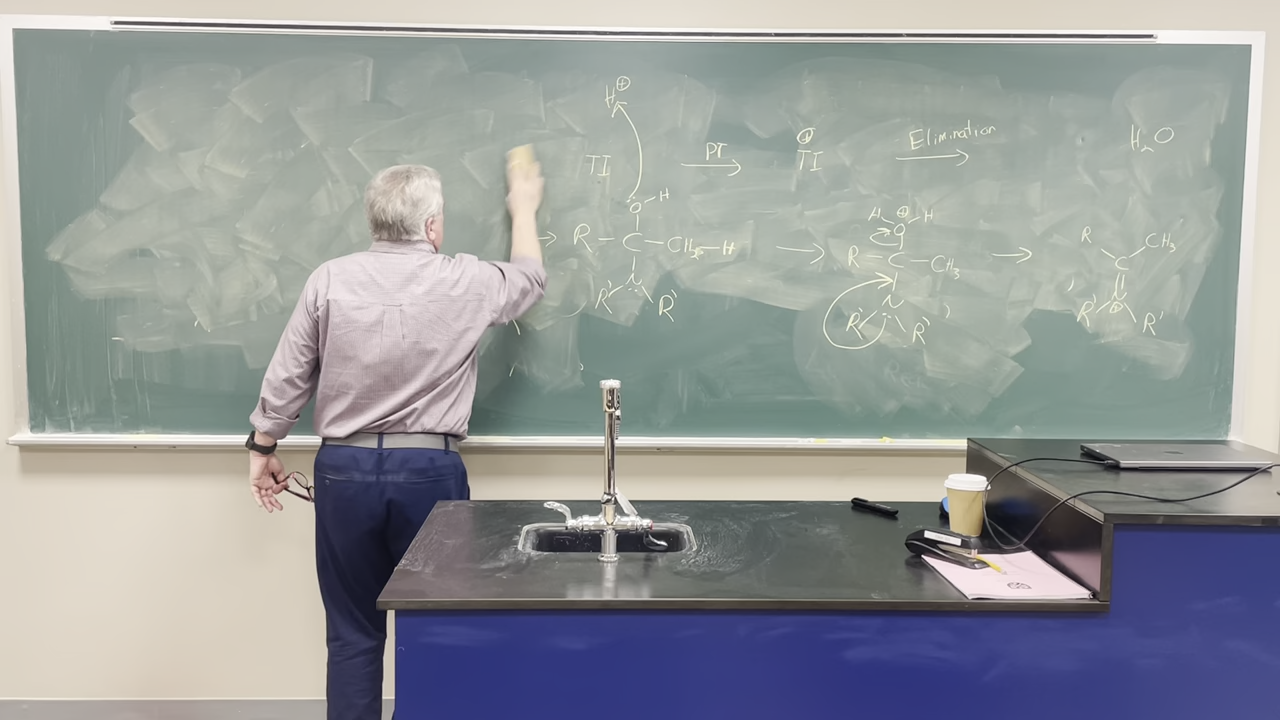 H⊕
TI PT → ⊕ TI Elimination → H₂O
:O–H
→ R–C–CH₃–H → R–C–CH₃ → R C CH₃
H O⊕ H
N: R' R'
N: R' R'
N⊕ R' R'